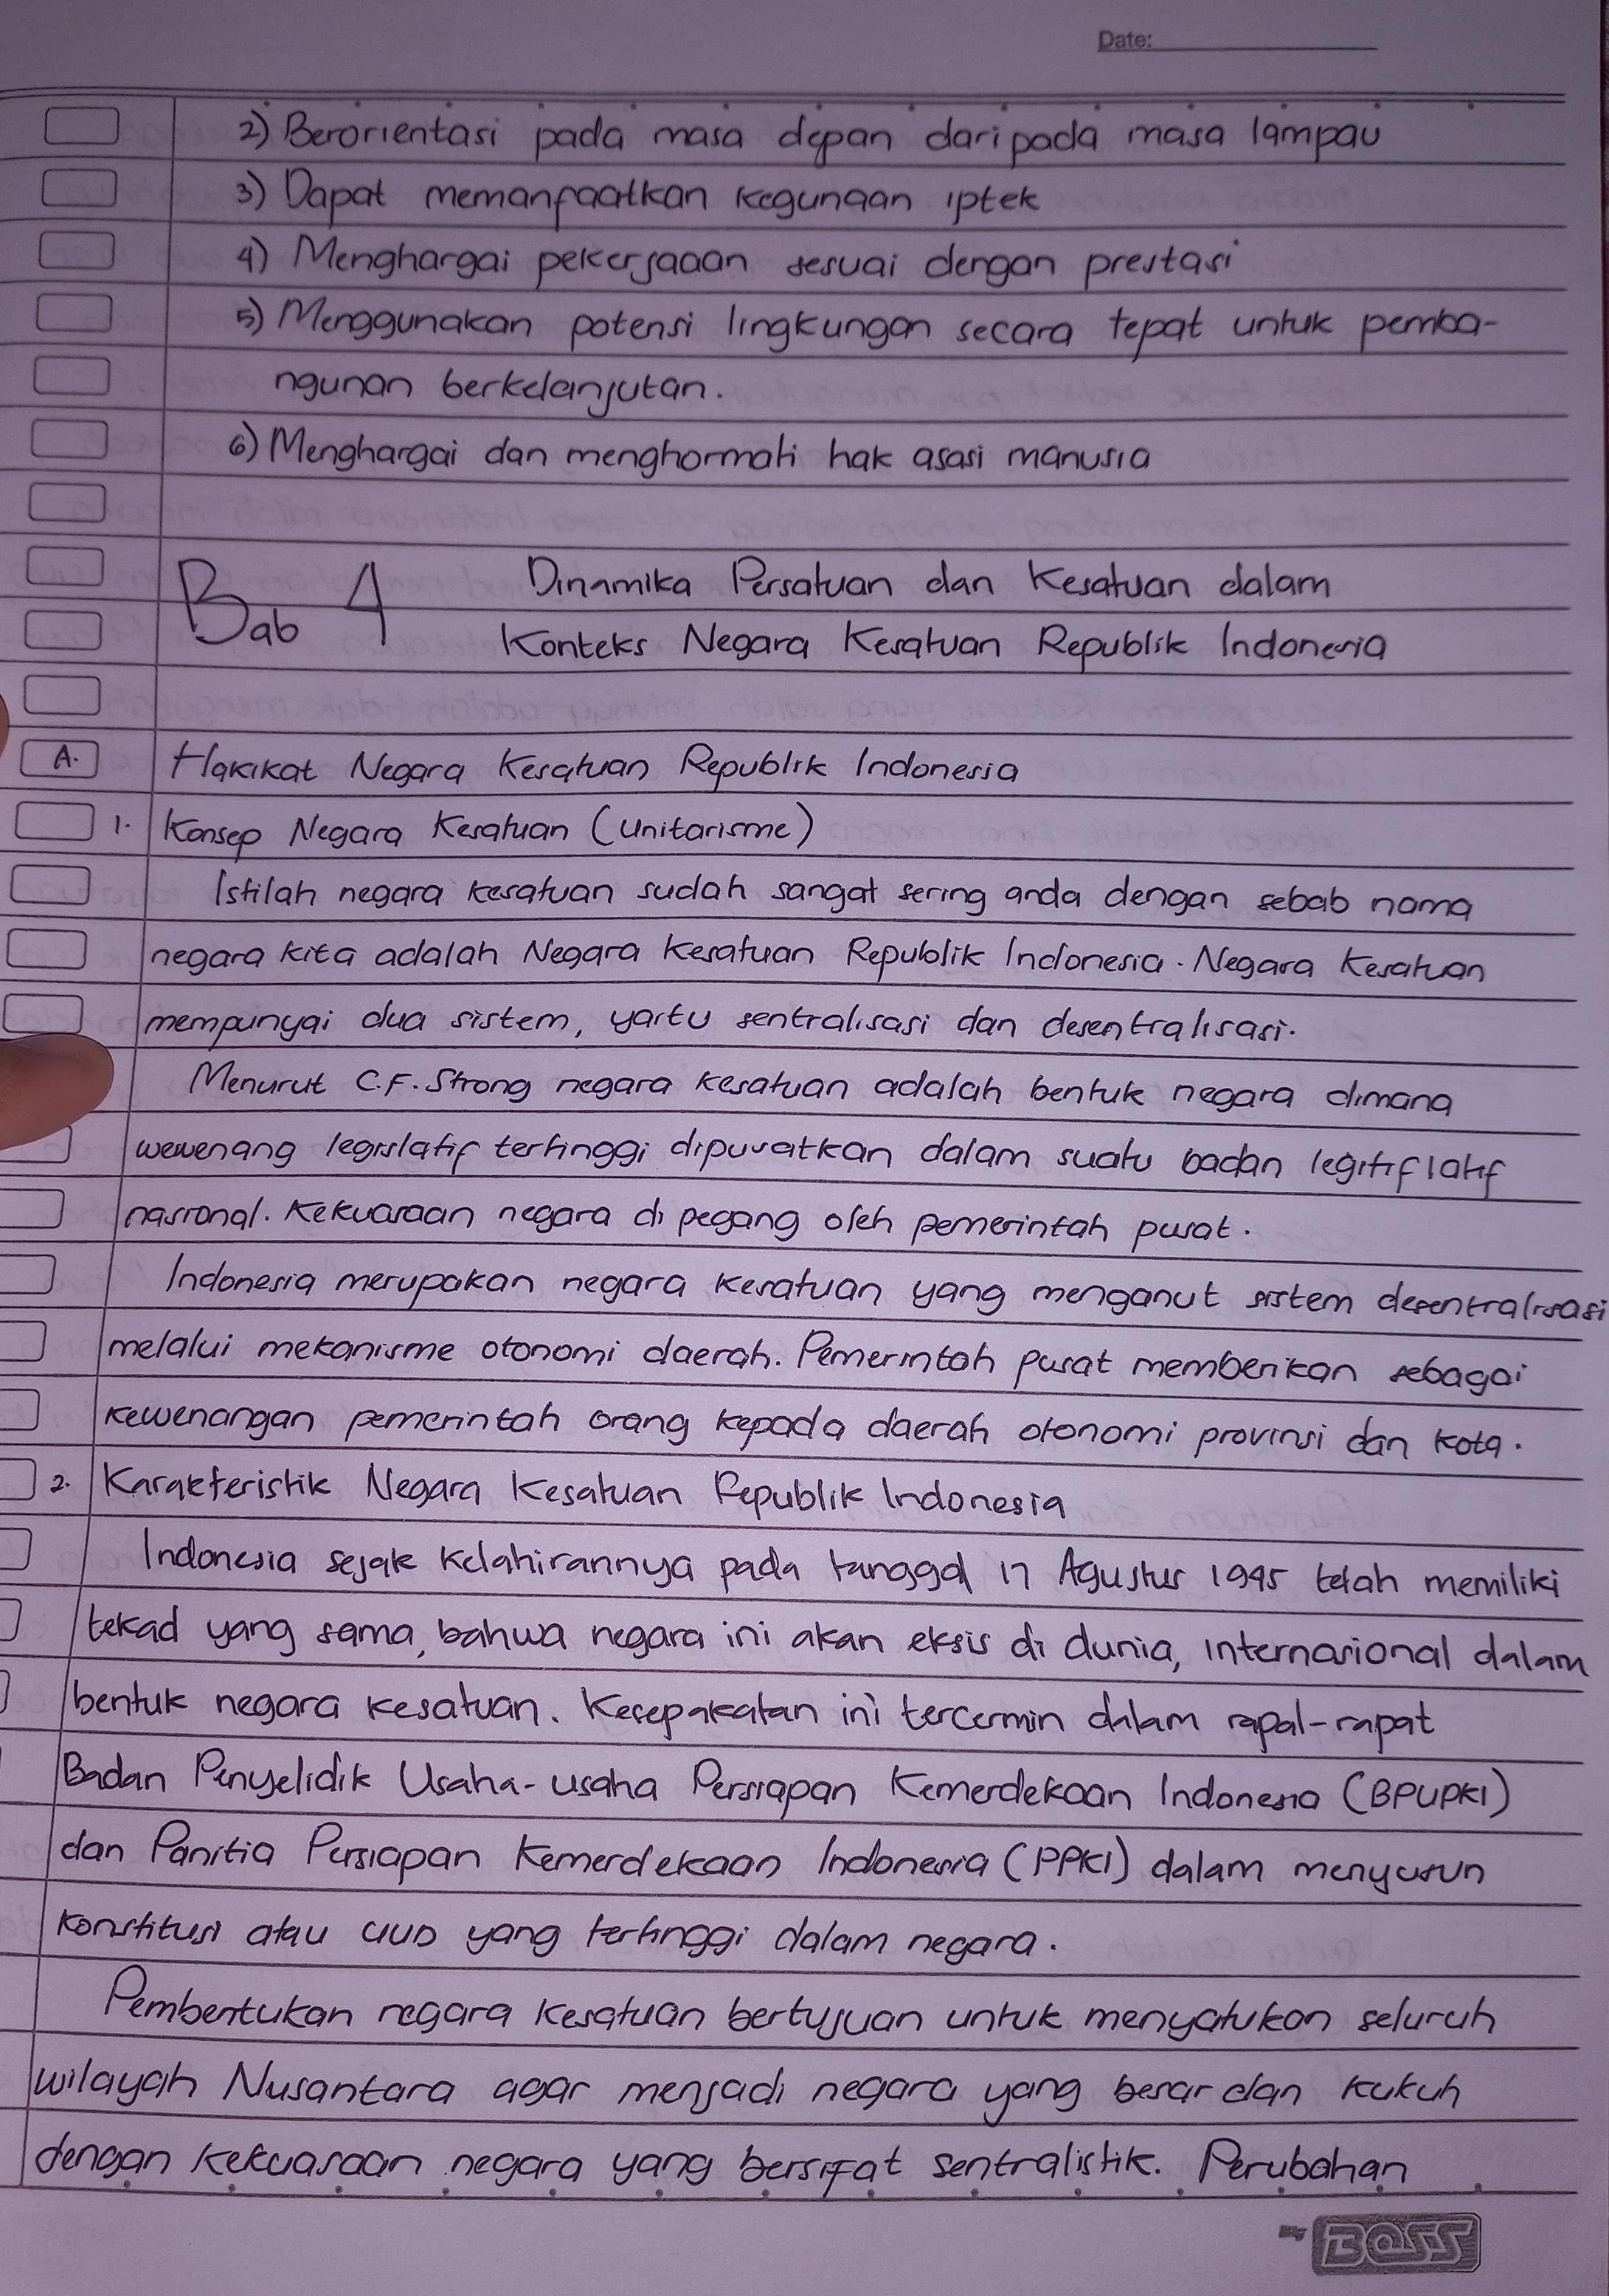 Date:
2) Berorientasi pada masa depan daripada masa lampau
3) Dapat memanfaatkan kegunaan iptek
4) Menghargai pekerjaaan sesuai dengan prestasi
5) Menggunakan potensi lingkungan secara tepat untuk pemba-
ngunan berkelanjutan.
6) Menghargai dan menghormati hak asasi manusia
Bab 4 Dinamika Persatuan dan Kesatuan dalam
Konteks Negara Kesatuan Republik Indonesia
A. Hakikat Negara Kesatuan Republik Indonesia
1. Konsep Negara Kesatuan (Unitarisme)
Istilah negara kesatuan sudah sangat sering anda dengan sebab nama
negara kita adalah Negara Kesatuan Republik Indonesia. Negara Kesatuan
mempunyai dua sistem, yaitu sentralisasi dan desentralisasi.
Menurut C.F. Strong negara kesatuan adalah bentuk negara dimana
wewenang legislatif tertinggi dipusatkan dalam suatu badan legitiflatif
nasional. Kekuasaan negara di pegang oleh pemerintah pusat.
Indonesia merupakan negara kesatuan yang menganut sistem desentralisasi
melalui mekanisme otonomi daerah. Pemerintah pusat memberikan sebagai
kewenangan pemerintah orang kepada daerah otonomi provinsi dan kota.
2. Karakteristik Negara Kesatuan Republik Indonesia
Indonesia sejak kelahirannya pada tanggal 17 Agustus 1945 telah memiliki
tekad yang sama, bahwa negara ini akan eksis di dunia, internasional dalam
bentuk negara kesatuan. Kesepakatan ini tercermin dalam rapal-rapat
Badan Penyelidik Usaha-usaha Persiapan Kemerdekaan Indonesia (BPUPKI)
dan Panitia Persiapan Kemerdekaan Indonesia (PPKI) dalam menyusun
Konstitusi atau UUD yang tertinggi dalam negara.
Pembentukan negara kesatuan bertujuan untuk menyatukan seluruh
wilayah Nusantara agar menjadi negara yang besar dan kukuh
dengan kekuasaan negara yang bersifat sentralistik. Perubahan
Big BOSS